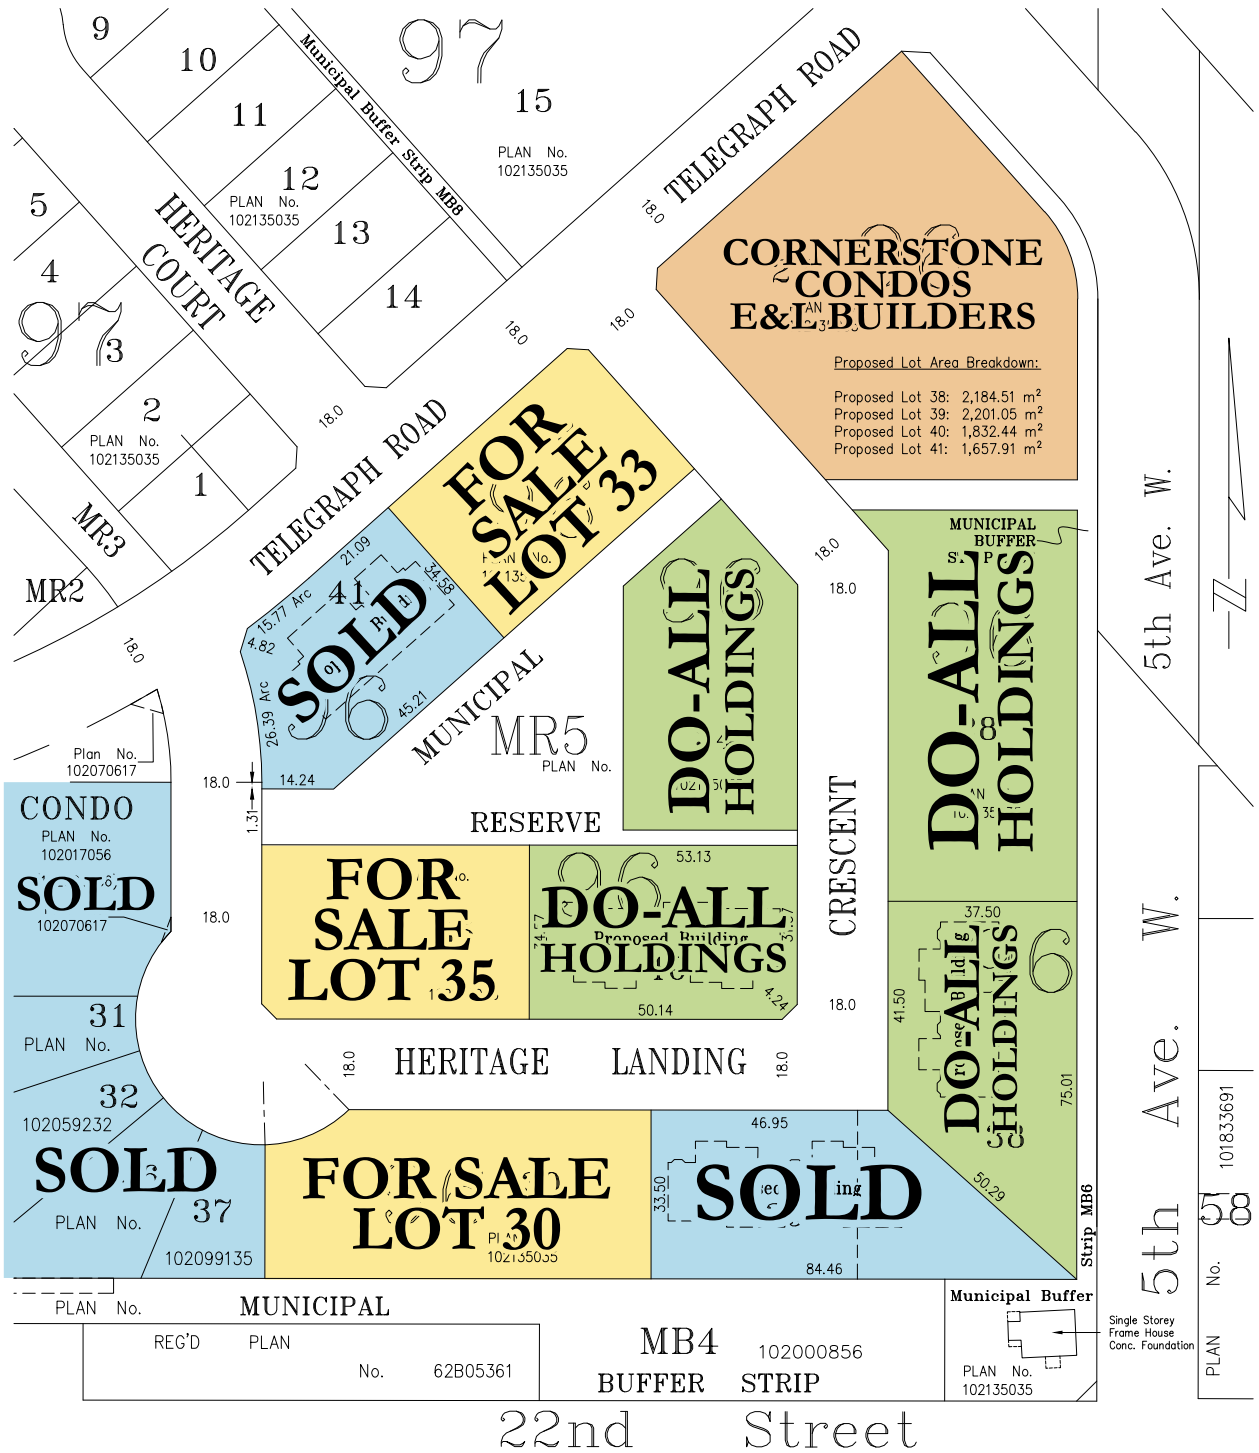 9
10
11
12
PLAN No.
102135035
13
14
Municipal Buffer Strip MB8
97
15
PLAN No.
102135035
TELEGRAPH ROAD
18.0
5
4
97
3
2
PLAN No.
102135035
1
HERITAGE
COURT
18.0
18.0
18.0
MR3
MR2
18.0
TELEGRAPH ROAD
CORNERSTONE
CONDOS
E&L BUILDERS
Proposed Lot Area Breakdown:
Proposed Lot 38: 2,184.51 m²
Proposed Lot 39: 2,201.05 m²
Proposed Lot 40: 1,832.44 m²
Proposed Lot 41: 1,657.91 m²
FOR
SALE
LOT 33
21.09
34.58
15.77 Arc
4.82
41
SOLD
26.39 Arc
45.21
14.24
MUNICIPAL
MR5
PLAN No.
RESERVE
DO-ALL
HOLDINGS
18.0
18.0
MUNICIPAL
BUFFER
DO-ALL
HOLDINGS
5th Ave. W.
Plan No.
102070617
18.0
1.31
CONDO
PLAN No.
102017056
SOLD
102070617
18.0
FOR
SALE
LOT 35
53.13
DO-ALL
Proposed Building
HOLDINGS
50.14
4.24
CRESCENT
18.0
37.50
41.50
DO-ALL
HOLDINGS
6
75.01
50.29
31
PLAN No.
32
102059232
SOLD
37
PLAN No.
102099135
18.0
HERITAGE LANDING
18.0
FOR SALE
LOT 30
102135035
46.95
33.50
SOLD
84.46
Strip MB6
5th Ave. W.
101833691
58
PLAN No.
PLAN No.
MUNICIPAL
REG'D PLAN
No. 62B05361
MB4
102000856
BUFFER STRIP
Municipal Buffer
Single Storey
Frame House
Conc. Foundation
PLAN No.
102135035
22nd Street